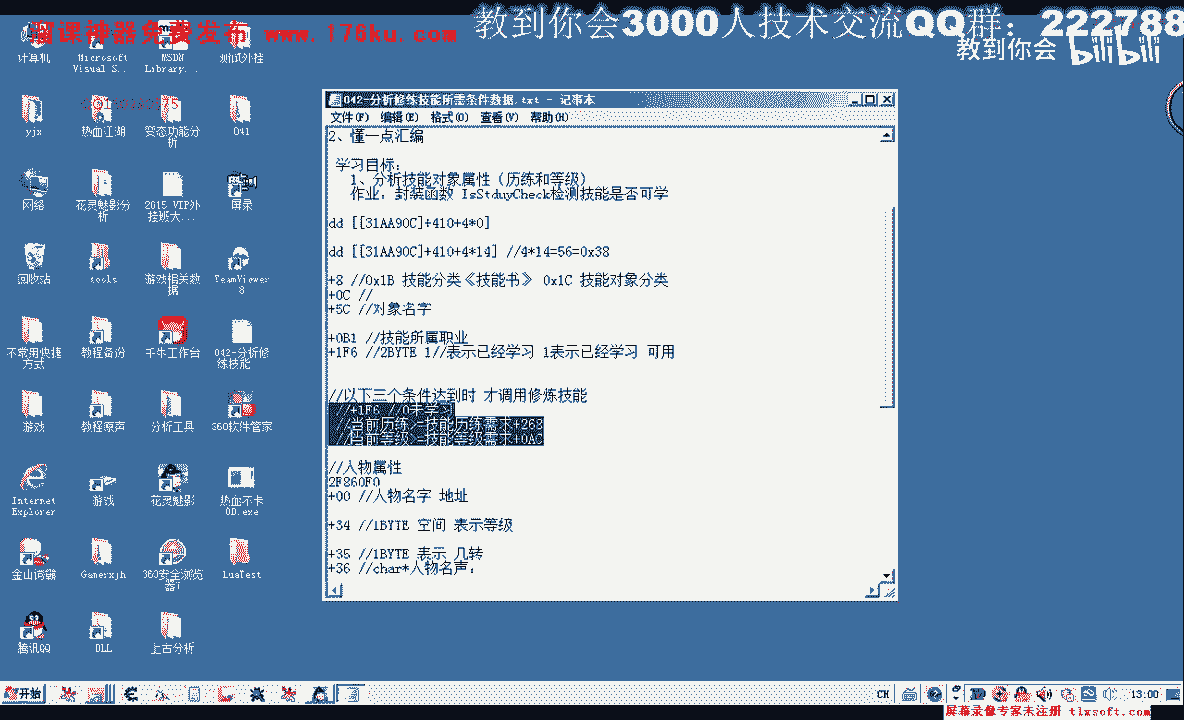 教到你会3000人技术交流QQ群：222788
溜课神器免费发布 www.176ku.com
教到你会 bilibili
计算机
Microsoft Visual S...
MSDN Library...
测试外挂
yjx
热血江湖
变态功能分析
041
网络
花灵魅影分析
2015 VIP外挂班大...
屏录
回收站
tools
游戏相关数据
TeamViewer 8
不常用快捷方式
教程备份
千牛工作台
042-分析修炼技能
游戏
教程原声
分析工具
360软件管家
Internet Explorer
游戏
花灵魅影
热血不卡OD.exe
金山词霸
Gamerxjh
360安全浏览器7
LuaTest
腾讯QQ
DLL
上古分析
042-分析修炼技能所需条件数据.txt - 记事本
文件(F) 编辑(E) 格式(O) 查看(V) 帮助(H)
2、懂一点汇编
学习目标：
1、分析技能对象属性（历练和等级）
作业：封装函数 IsStduyCheck检测技能是否可学
dd [[31AA90C]+410+4*0]
dd [[31AA90C]+410+4*14] //4*14=56=0x38
+8 //0x1B 技能分类《技能书》 0x1C 技能对象分类
+0C //
+5C //对象名字
+0B1 //技能所属职业
+1F6 //2BYTE 1//表示已经学习 1表示已经学习 可用
//以下三个条件达到时 才调用修炼技能
//+1F6 //0未学习
//当前历练>=技能历练需求+268
//当前等级>=技能等级需求+0AC
//人物属性
2F860F0
+00 //人物名字 地址
+34 //1BYTE 空间 表示等级
+35 //1BYTE 表示 几转
+36 //char*人物名声：
开始
CH
13:00
屏幕录像专家未注册 tlxsoft.com